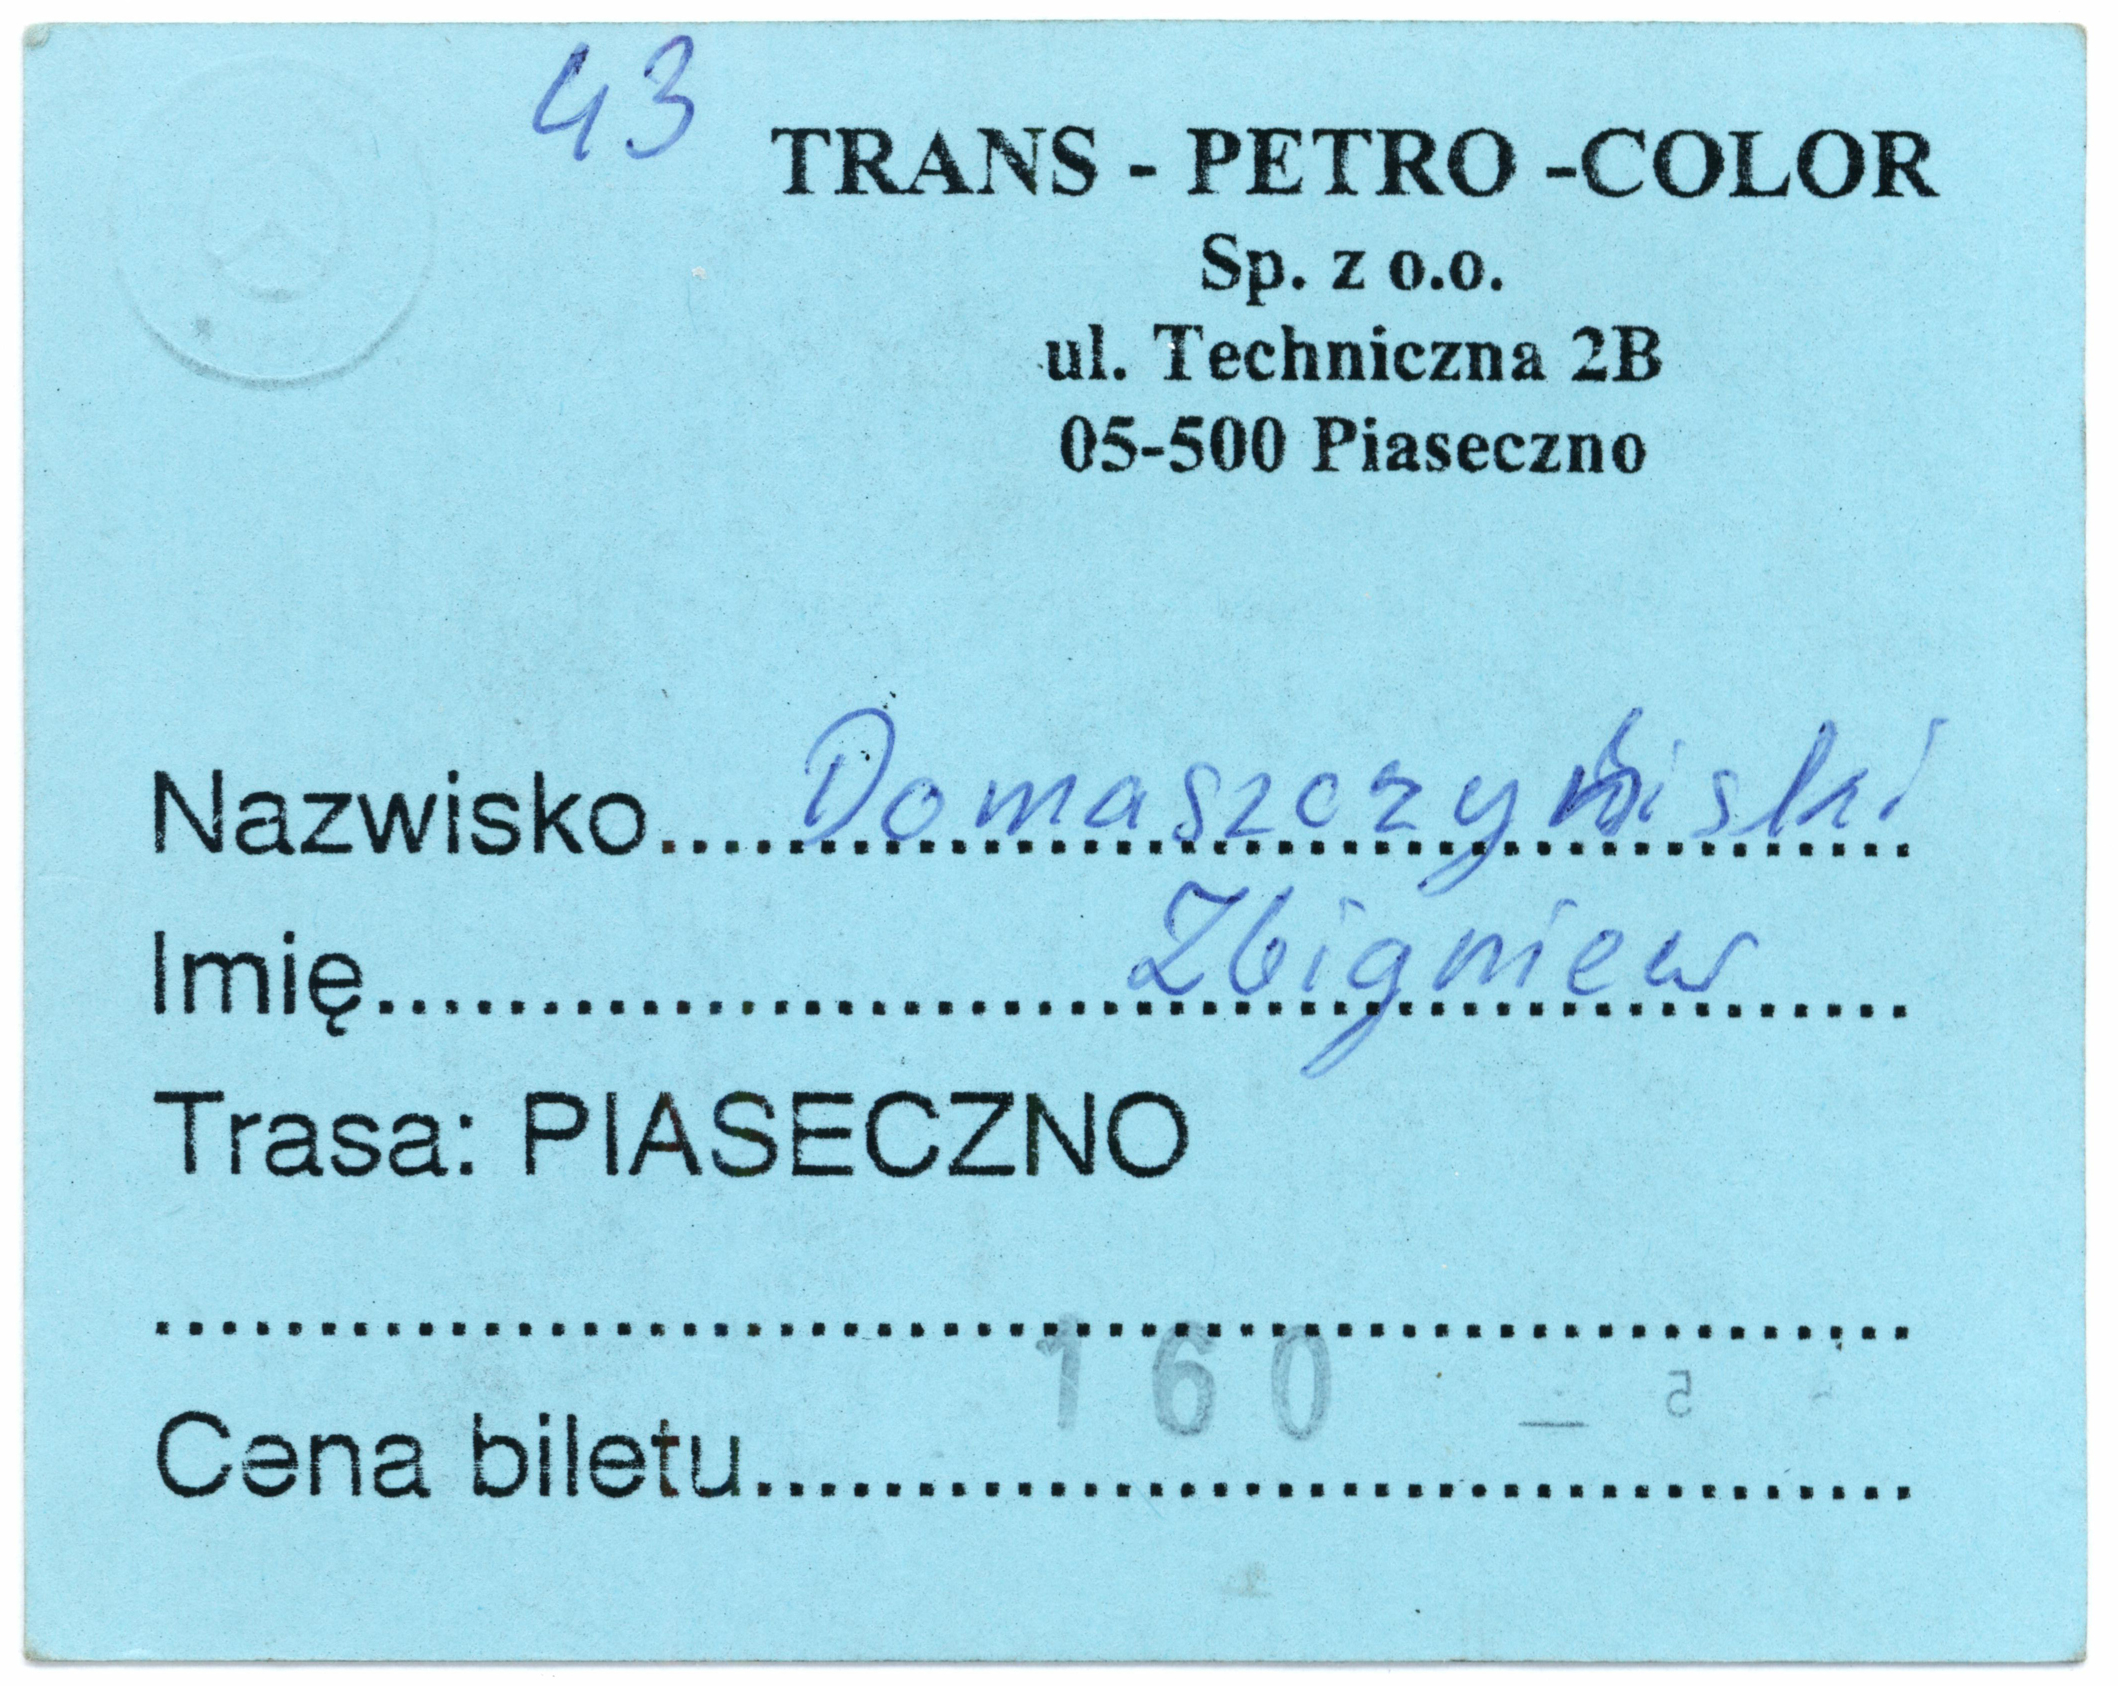 43
TRANS - PETRO -COLOR
Sp. z o.o.
ul. Techniczna 2B
05-500 Piaseczno
Nazwisko.... Domaszczyński
Imię.... Zbigniew
Trasa: PIASECZNO
160
Cena biletu....